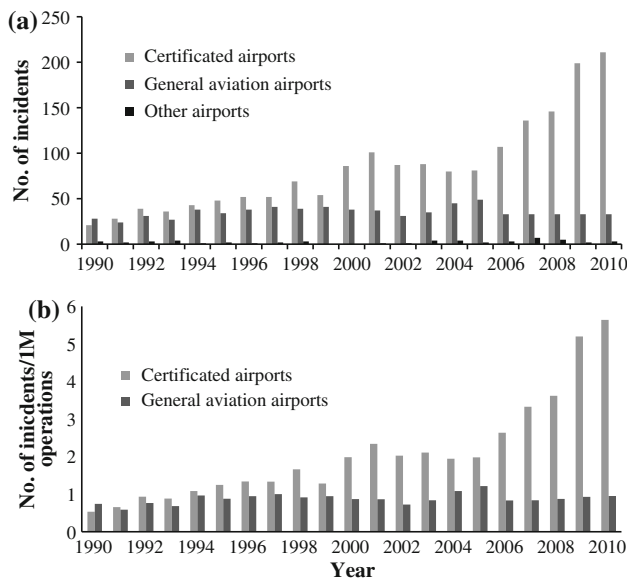 (a)
250
200
150
100
50
0
No. of incidents
Certificated airports
General aviation airports
Other airports
1990 1992 1994 1996 1998 2000 2002 2004 2006 2008 2010
(b)
6
5
4
3
2
1
0
No. of inicdents/1M
operations
Certificated airports
General aviation airports
1990 1992 1994 1996 1998 2000 2002 2004 2006 2008 2010
Year